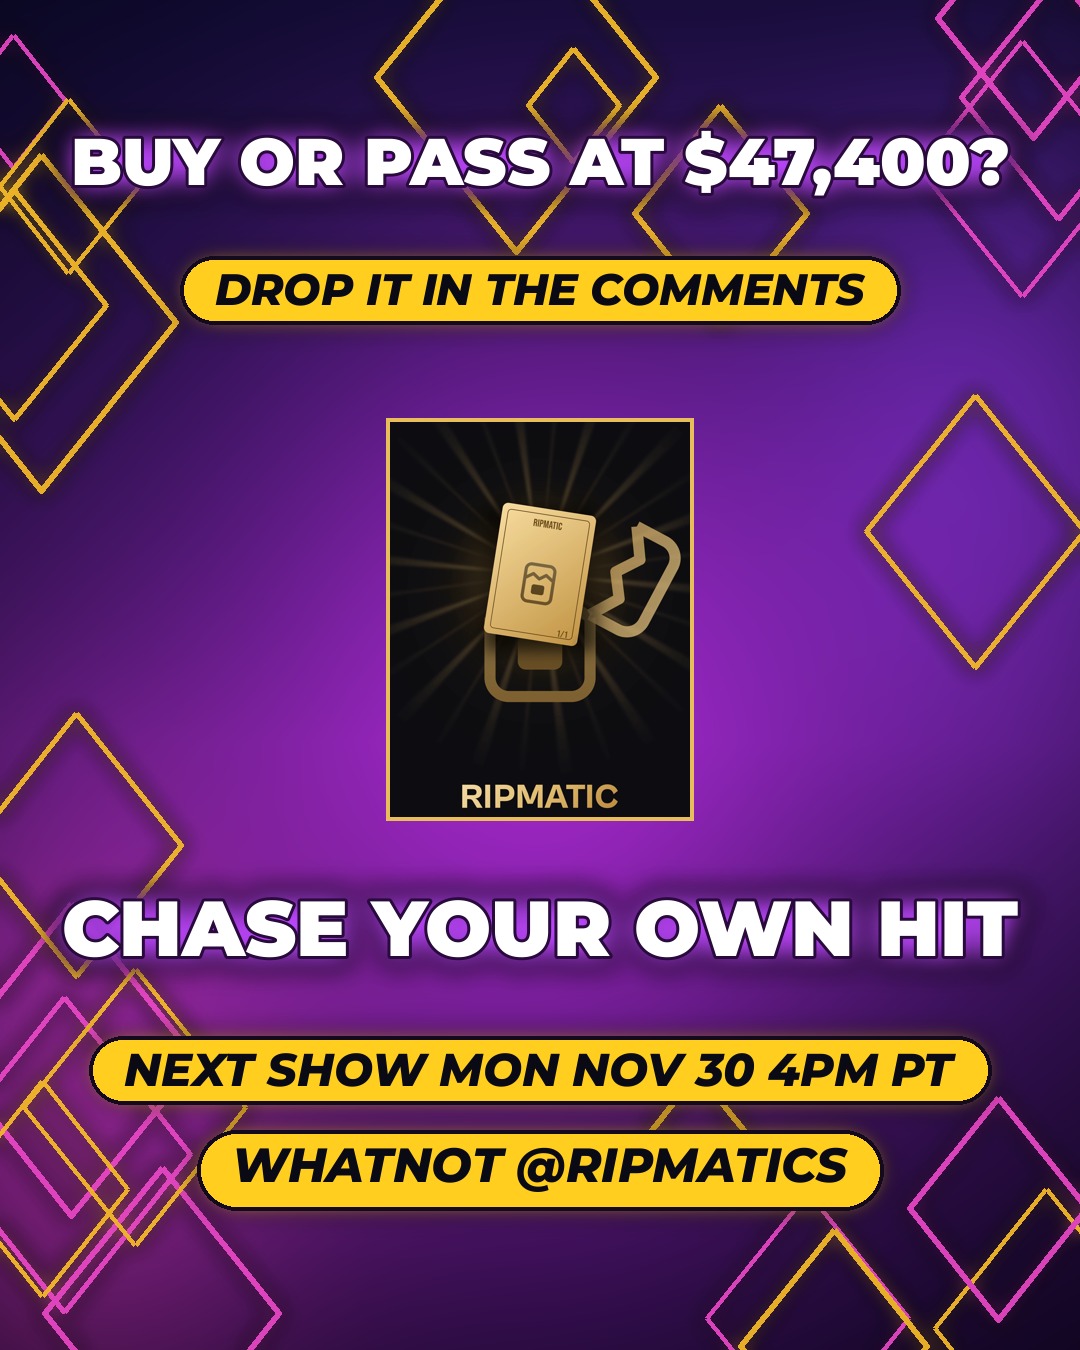 BUY OR PASS AT $47,400?
DROP IT IN THE COMMENTS
RIPMATIC
1/1
RIPMATIC
CHASE YOUR OWN HIT
NEXT SHOW MON NOV 30 4PM PT
WHATNOT @RIPMATICS